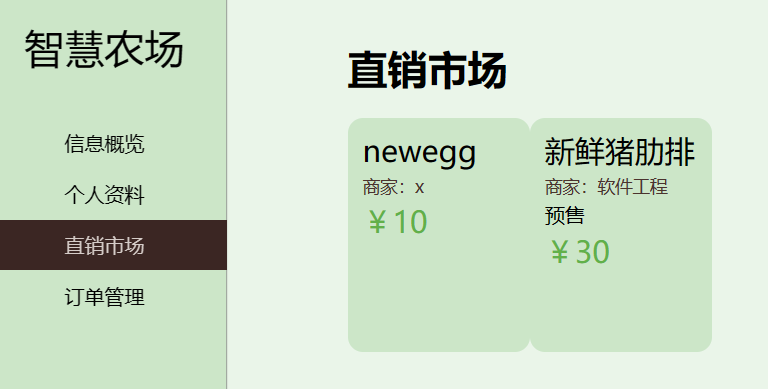 智慧农场
信息概览
个人资料
直销市场
订单管理
直销市场
newegg
商家：x
￥10
新鲜猪肋排
商家：软件工程
预售
￥30